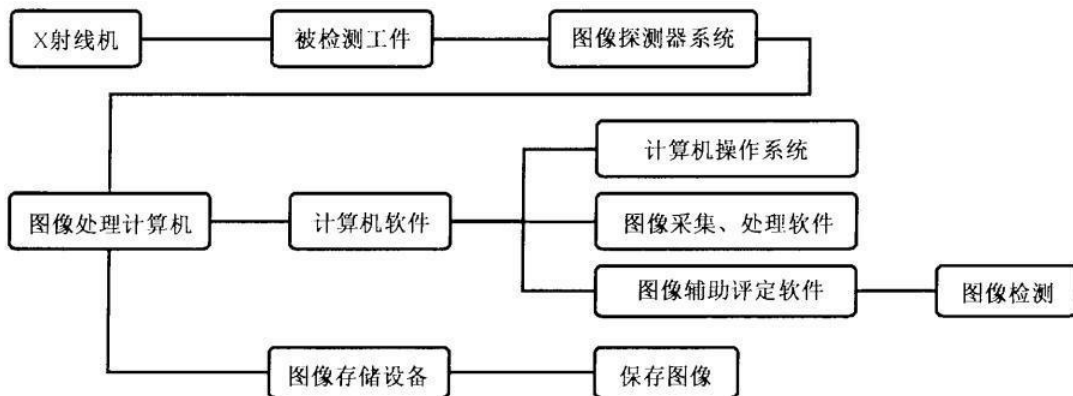 X射线机
被检测工件
图像探测器系统
计算机操作系统
图像处理计算机
计算机软件
图像采集、处理软件
图像辅助评定软件
图像检测
图像存储设备
保存图像